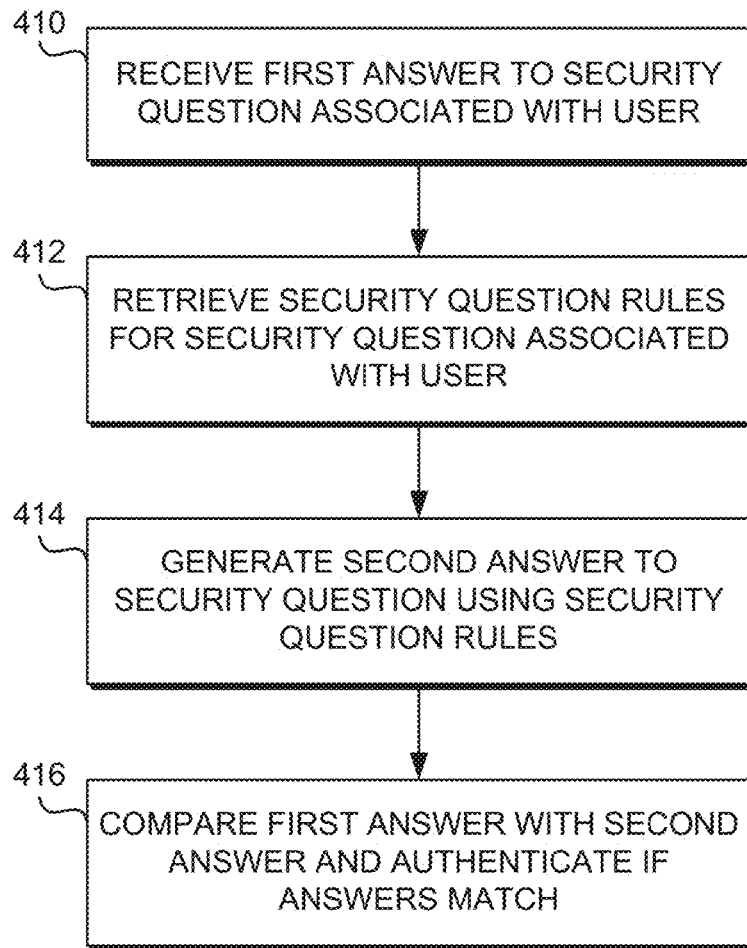 410
RECEIVE FIRST ANSWER TO SECURITY
QUESTION ASSOCIATED WITH USER
412
RETRIEVE SECURITY QUESTION RULES
FOR SECURITY QUESTION ASSOCIATED
WITH USER
414
GENERATE SECOND ANSWER TO
SECURITY QUESTION USING SECURITY
QUESTION RULES
416
COMPARE FIRST ANSWER WITH SECOND
ANSWER AND AUTHENTICATE IF
ANSWERS MATCH